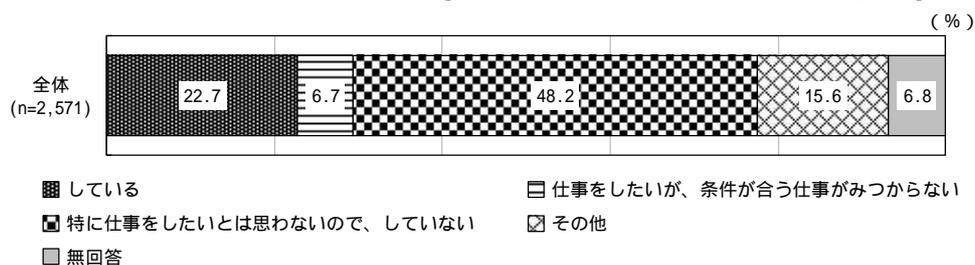 (%)
全体
(n=2,571)
22.7 6.7 48.2 15.6 6.8
している 仕事をしたいが、条件が合う仕事がみつからない
特に仕事をしたいとは思わないので、していない その他
無回答